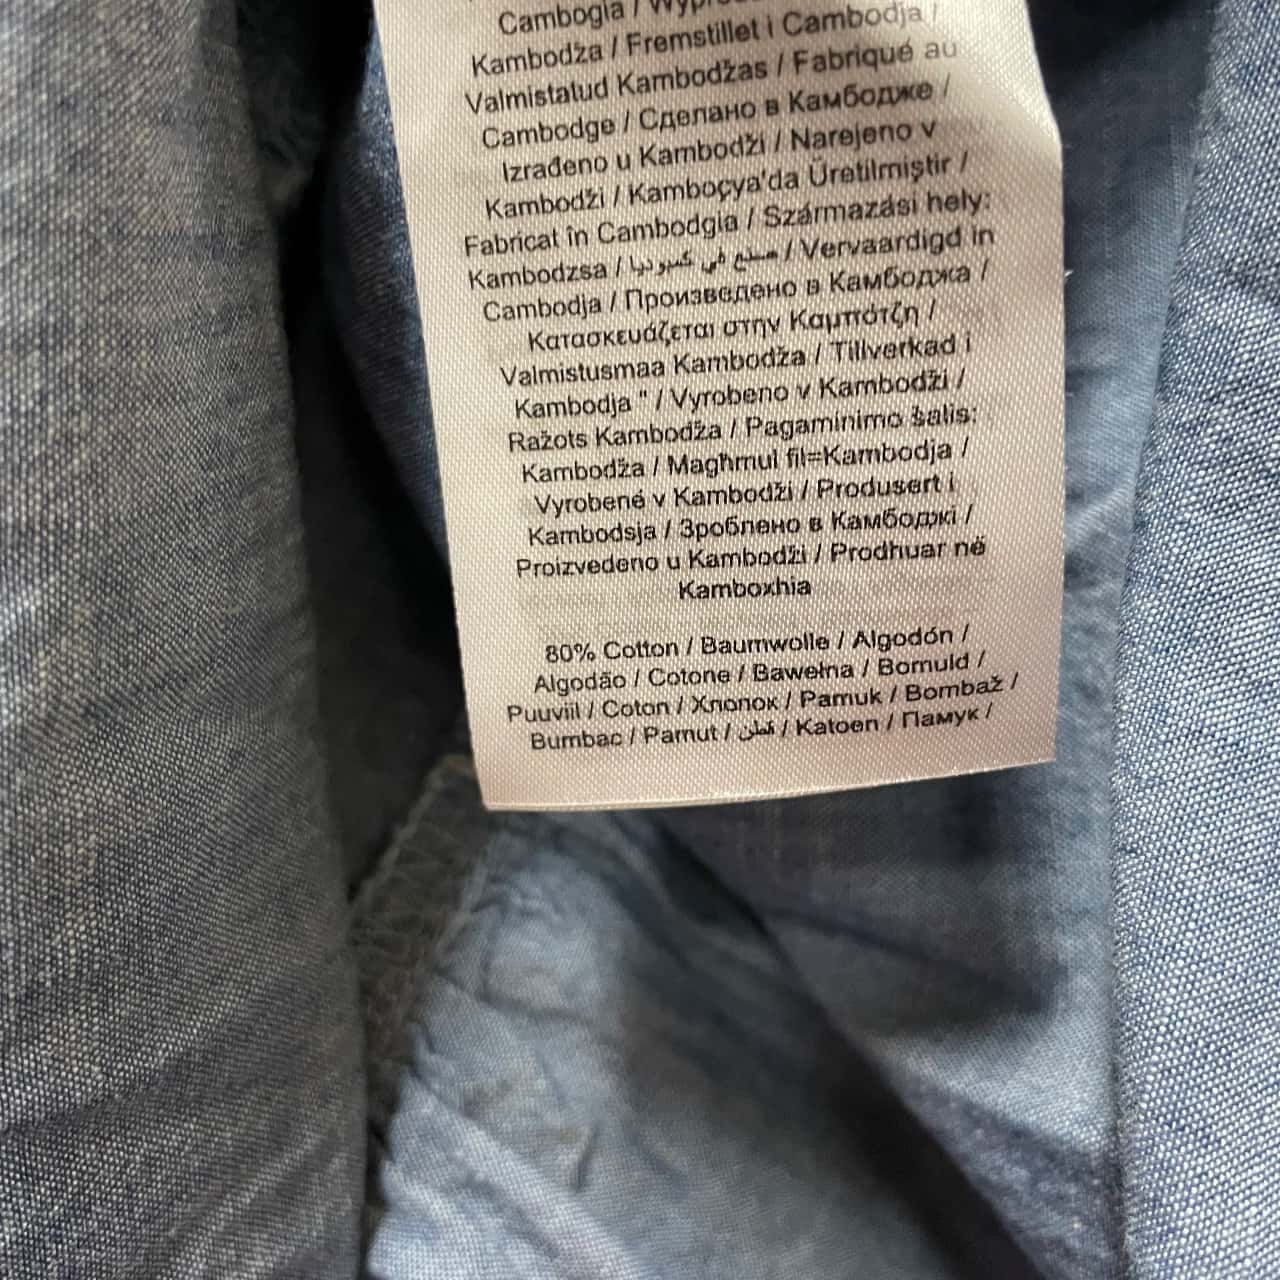 Cambogia /
Kambodža / Fremstillet i Cambodja /
Valmistatud Kambodžas / Fabriqué au
Cambodge / Сделано в Камбодже /
Izrađeno u Kambodži / Narejeno v
Kambodži / Kamboçya'da Üretilmiştir /
Fabricat în Cambodgia / Származási hely:
Kambodzsa / صنع في كمبوديا / Vervaardigd in
Cambodja / Произведено в Камбоджа /
Κατασκευάζεται στην Καμπότζη /
Valmistusmaa Kambodža / Tillverkad i
Kambodja " / Vyrobeno v Kambodži /
Ražots Kambodža / Pagaminimo šalis:
Kambodža / Magħmul fil=Kambodja /
Vyrobené v Kambodži / Produsert i
Kambodsja / Зроблено в Камбоджі /
Proizvedeno u Kambodži / Prodhuar në
Kamboxhia
80% Cotton / Baumwolle / Algodón /
Algodão / Cotone / Bawełna / Bomuld /
Puuviil / Coton / Хлопок / Pamuk / Bombaž /
Bumbac / Pamut / قطن / Katoen / Памук /